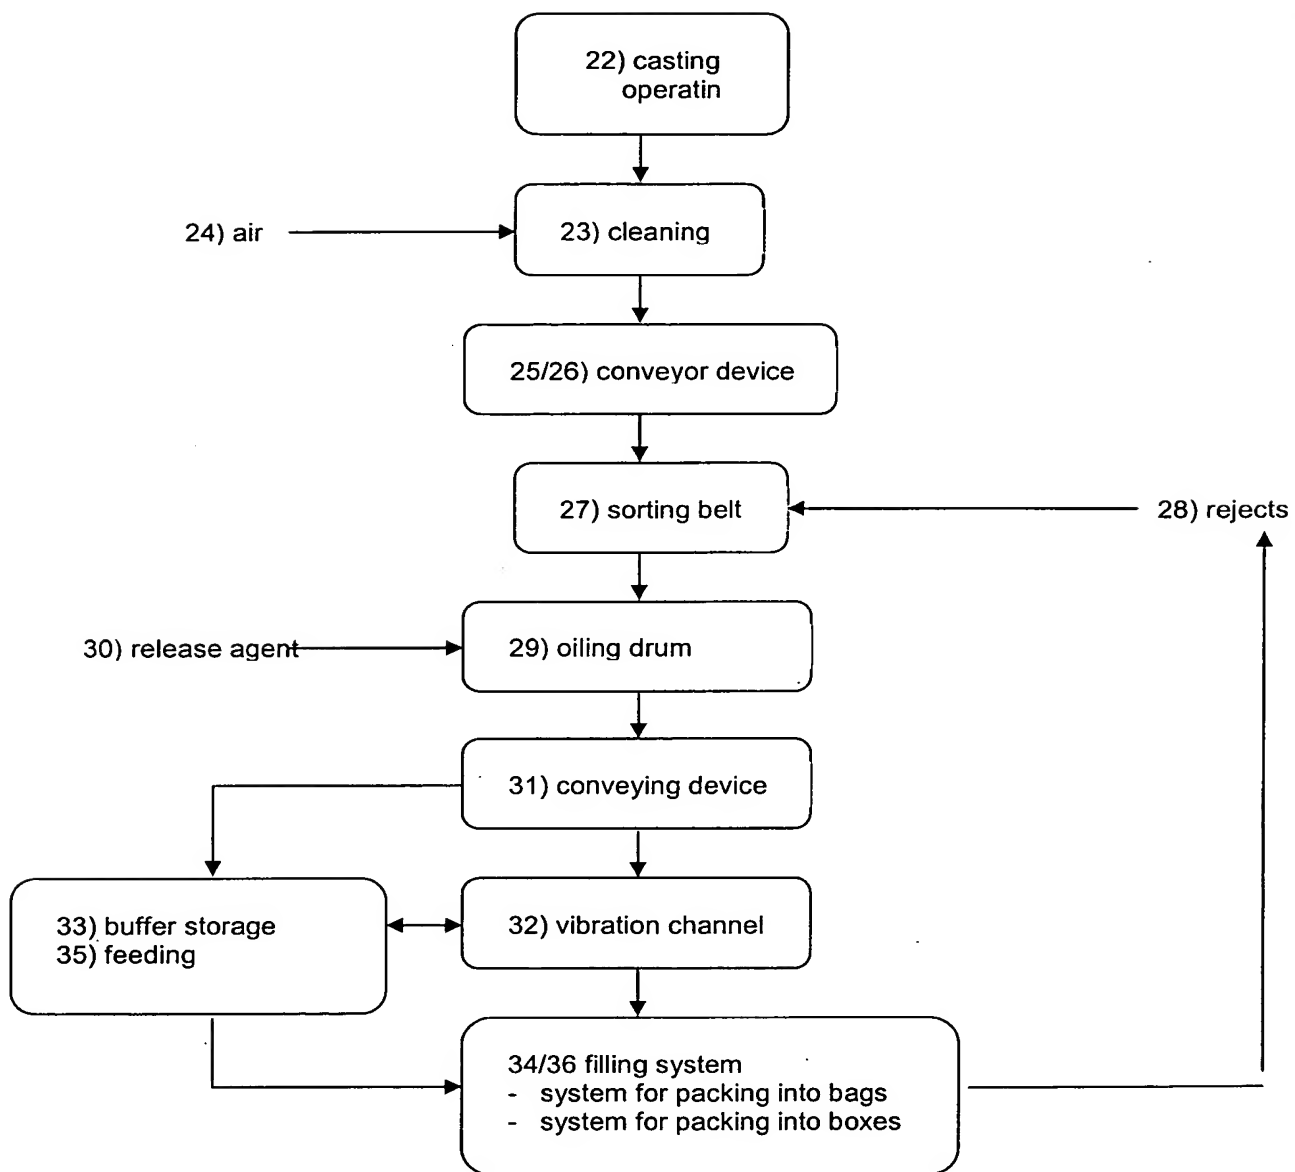 22) casting
operatin
24) air
23) cleaning
25/26) conveyor device
27) sorting belt
28) rejects
30) release agent
29) oiling drum
31) conveying device
33) buffer storage
35) feeding
32) vibration channel
34/36 filling system
- system for packing into bags
- system for packing into boxes